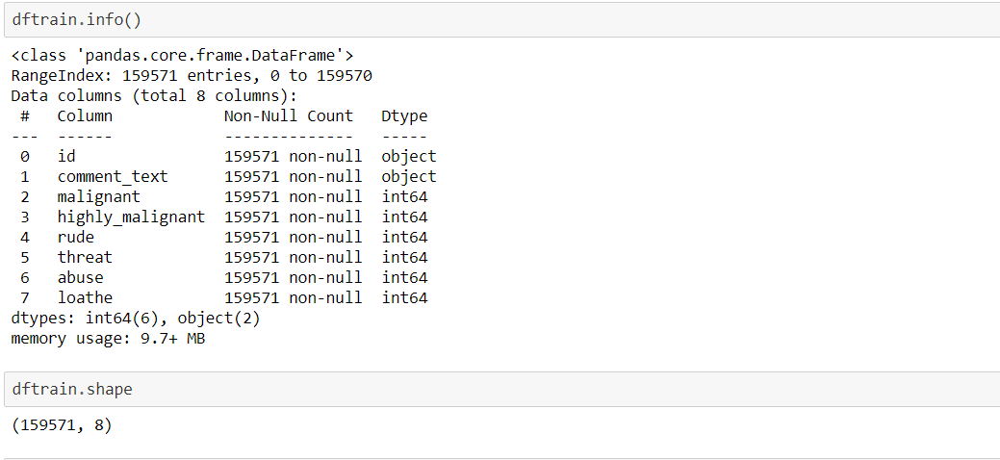 dftrain.info()
<class 'pandas.core.frame.DataFrame'>
RangeIndex: 159571 entries, 0 to 159570
Data columns (total 8 columns):
 #   Column            Non-Null Count   Dtype
---  ------            --------------   -----
 0   id                159571 non-null  object
 1   comment_text      159571 non-null  object
 2   malignant         159571 non-null  int64
 3   highly_malignant  159571 non-null  int64
 4   rude              159571 non-null  int64
 5   threat            159571 non-null  int64
 6   abuse             159571 non-null  int64
 7   loathe            159571 non-null  int64
dtypes: int64(6), object(2)
memory usage: 9.7+ MB
dftrain.shape
(159571, 8)